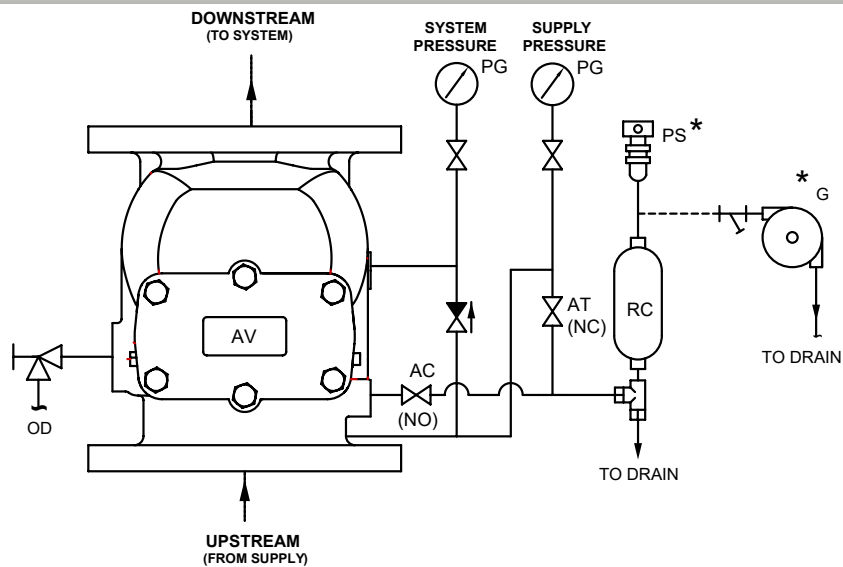 DOWNSTREAM
(TO SYSTEM)
SYSTEM
PRESSURE
PG
SUPPLY
PRESSURE
PG
PS*
* G
AT
(NC)
RC
TO DRAIN
AV
AC
(NO)
OD
TO DRAIN
UPSTREAM
(FROM SUPPLY)